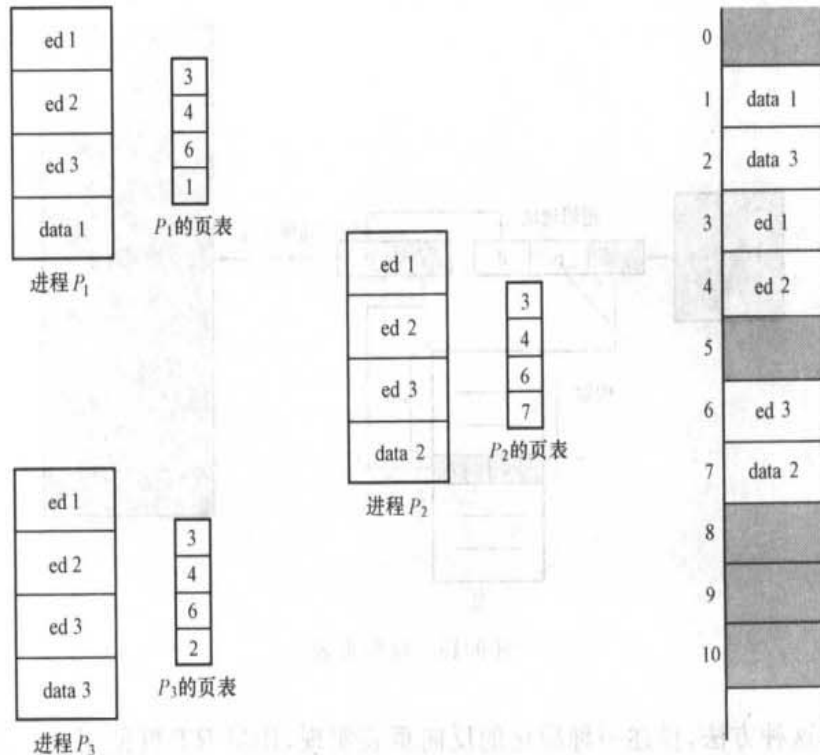 ed 1
ed 2
ed 3
data 1
进程 P₁
3
4
6
1
P₁的页表
ed 1
ed 2
ed 3
data 2
进程 P₂
3
4
6
7
P₂的页表
ed 1
ed 2
ed 3
data 3
进程 P₃
3
4
6
2
P₃的页表
0
1 data 1
2 data 3
3 ed 1
4 ed 2
5
6 ed 3
7 data 2
8
9
10